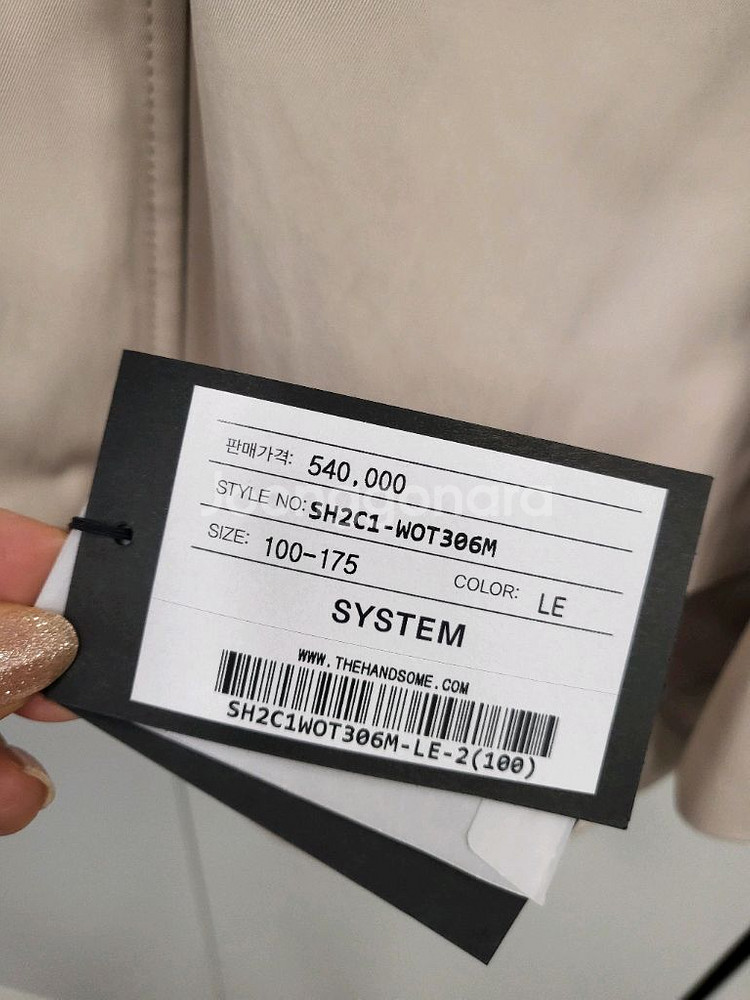 판매가격: 540,000
STYLE NO: SH2C1-WOT306M
SIZE: 100-175 COLOR: LE
SYSTEM
WWW.THEHANDSOME.COM
SH2C1WOT306M-LE-2(100)
Joonggonara